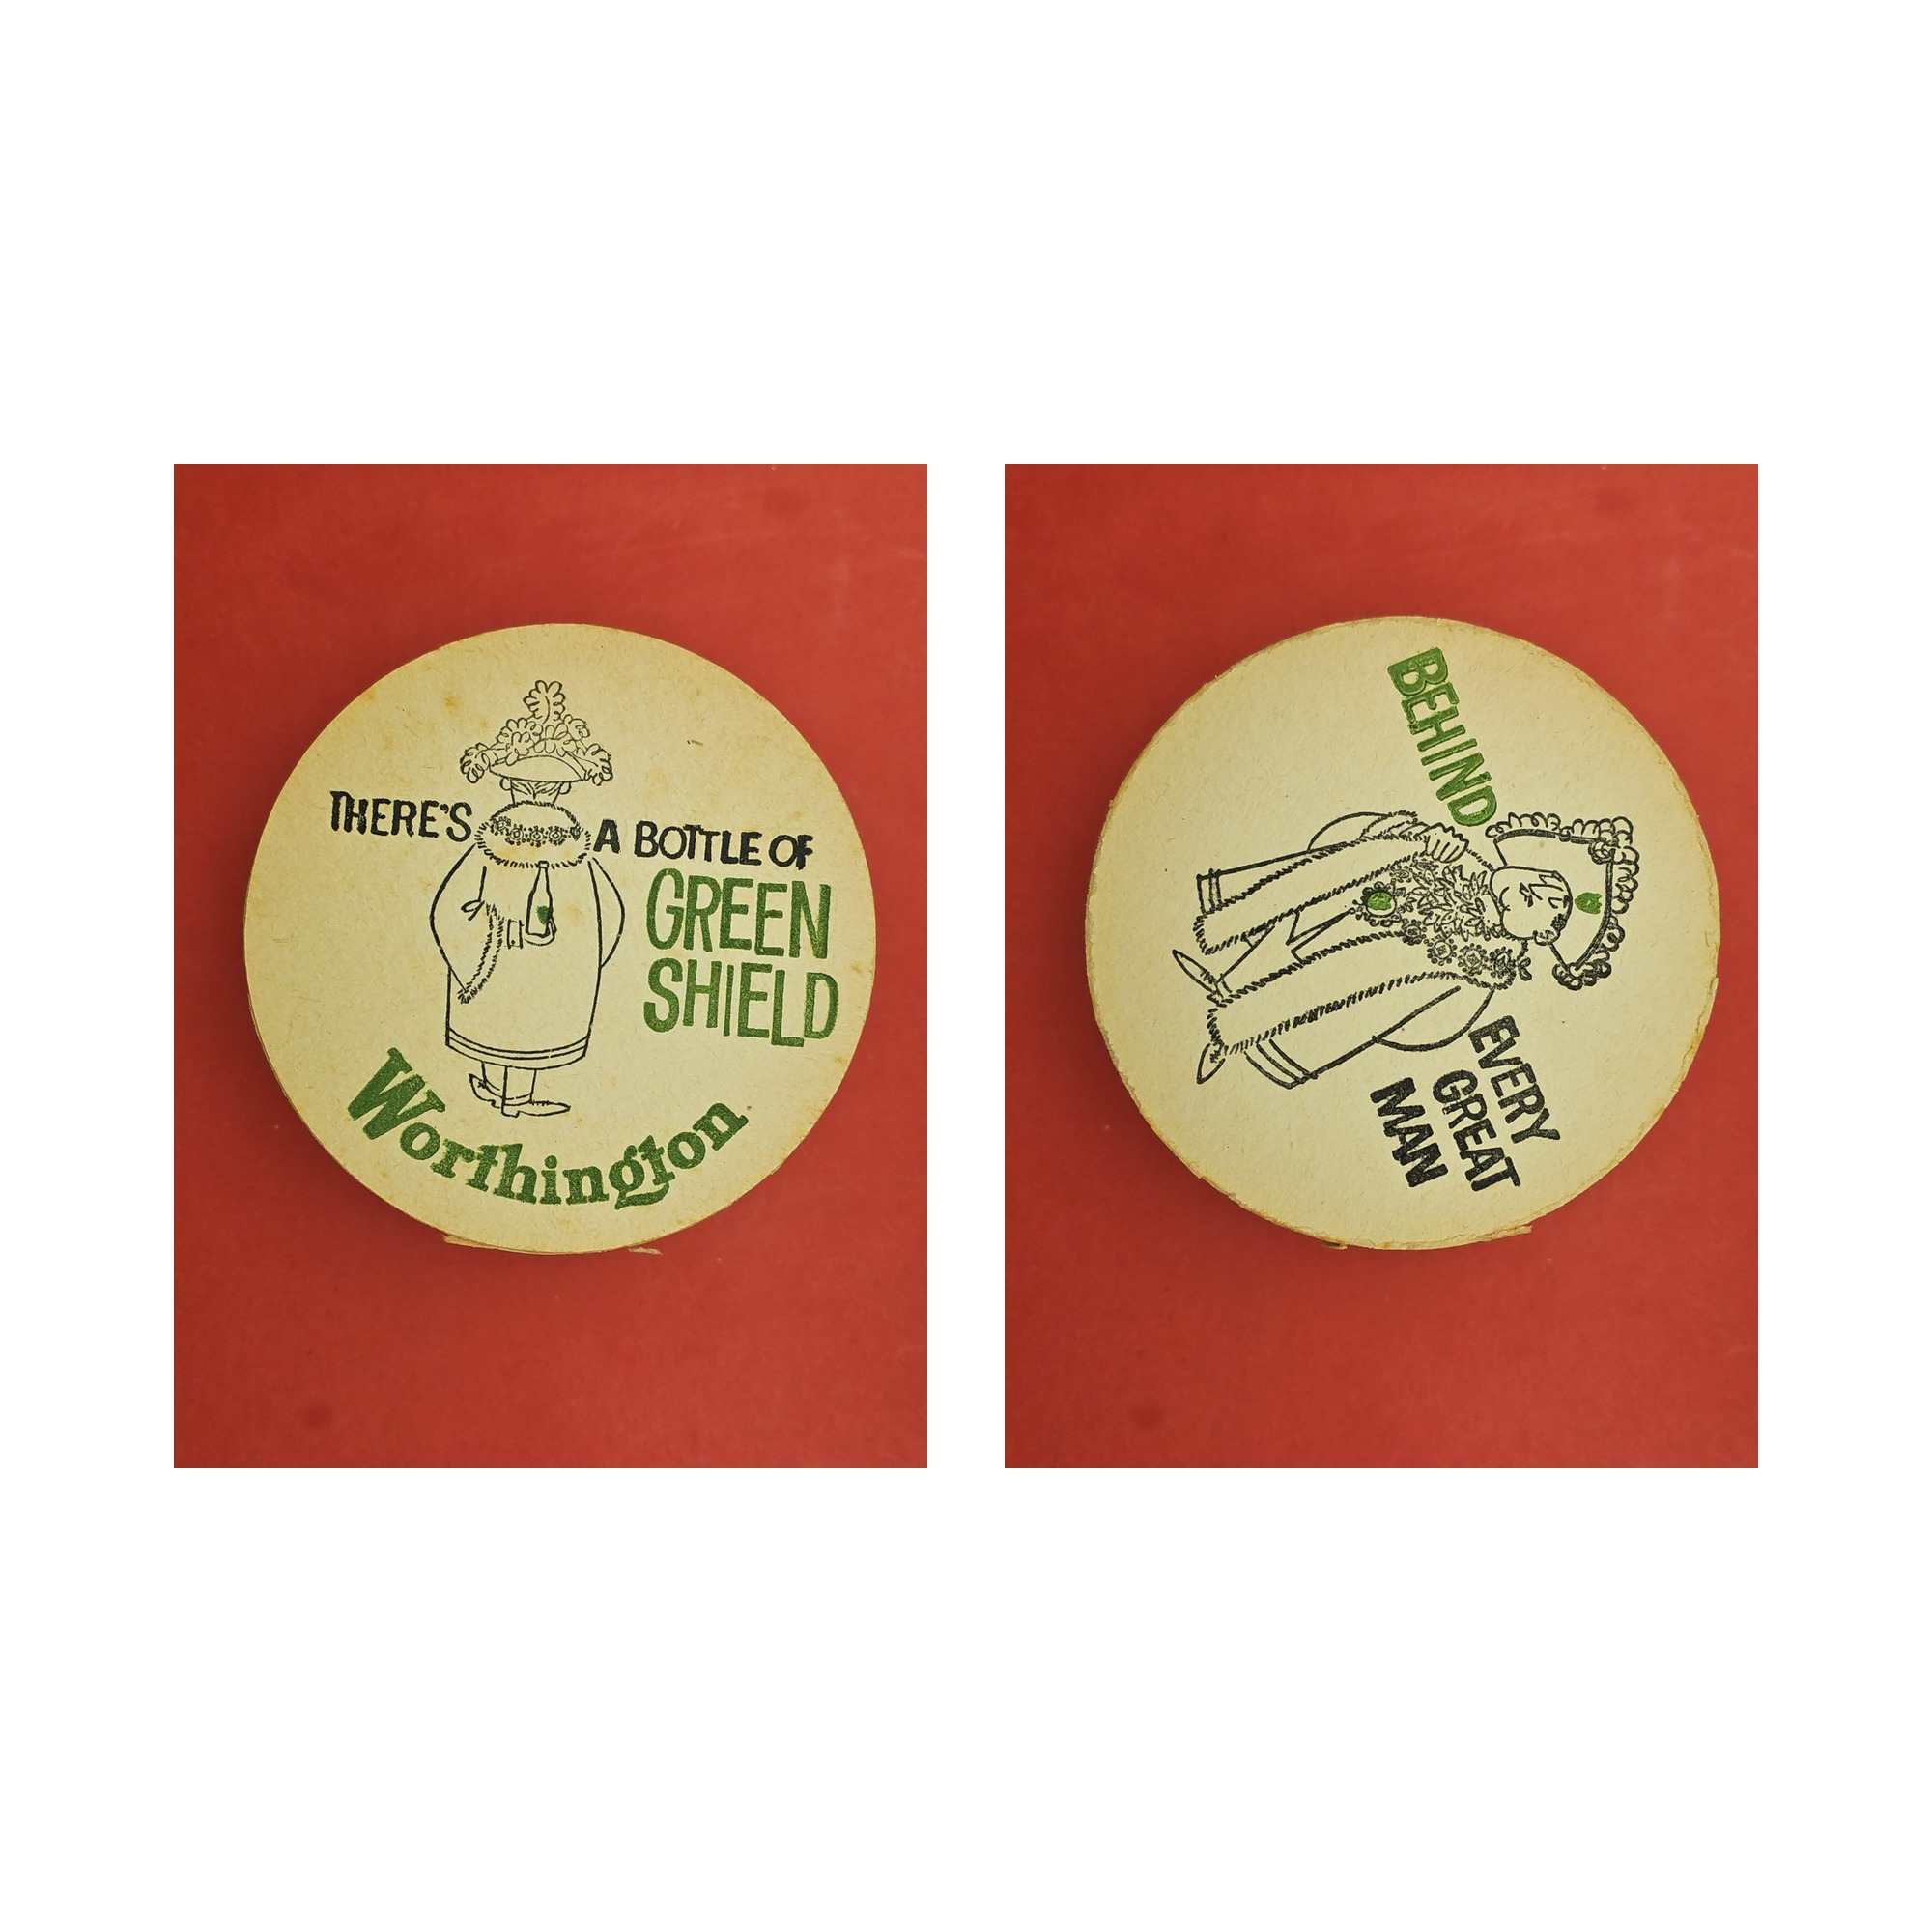 THERE'S A BOTTLE OF
GREEN
SHIELD
Worthington
BEHIND
EVERY
GREAT
MAN